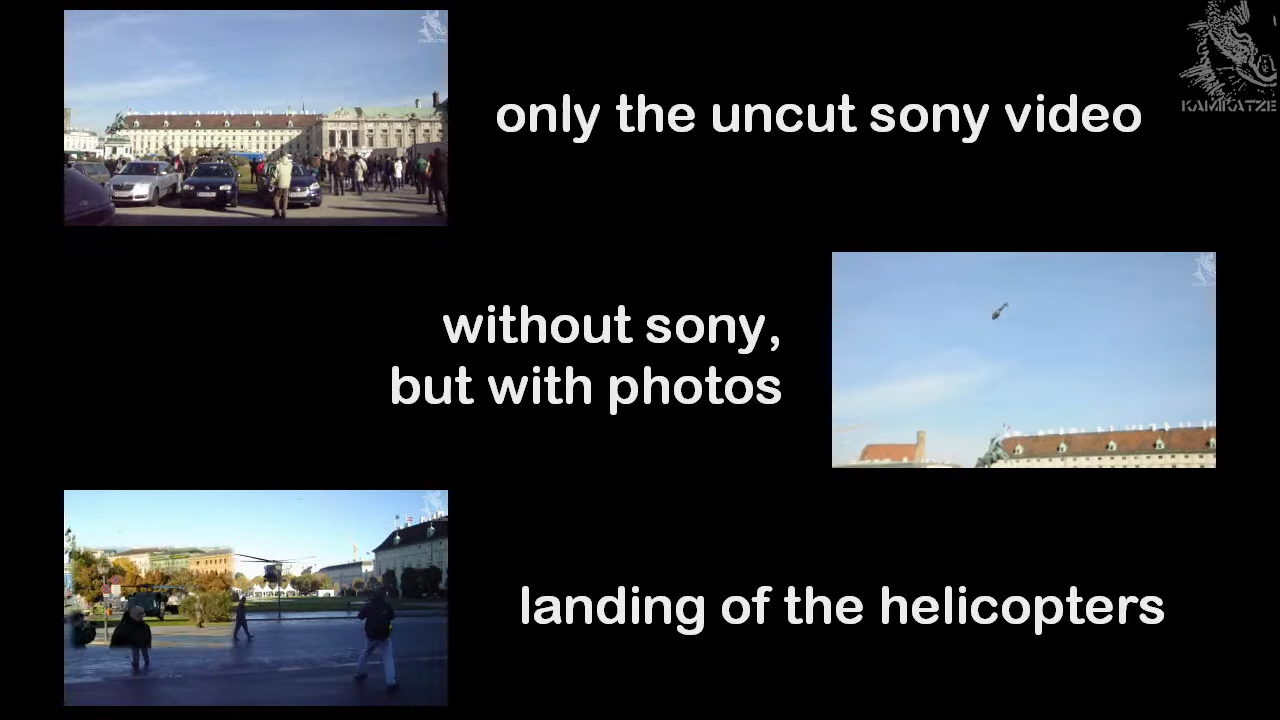 KAMIKATZE
only the uncut sony video
without sony,
but with photos
landing of the helicopters